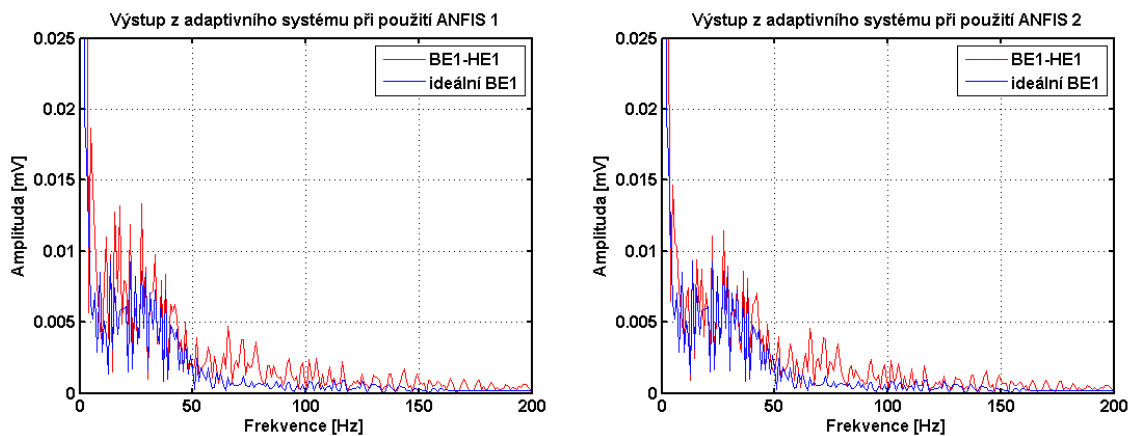 Výstup z adaptivního systému při použití ANFIS 1
0.025
0.02
0.015
0.01
0.005
0
Amplituda [mV]
BE1-HE1
ideální BE1
0
50
100
150
200
Frekvence [Hz]
Výstup z adaptivního systému při použití ANFIS 2
0.025
0.02
0.015
0.01
0.005
0
Amplituda [mV]
BE1-HE1
ideální BE1
0
50
100
150
200
Frekvence [Hz]